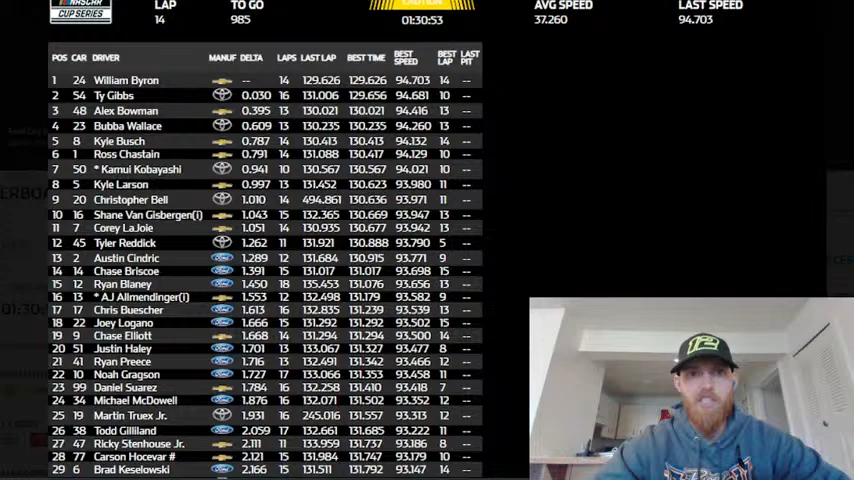 NASCAR
CUP SERIES
LAP
14
TO GO
985
CAUTION
01:30:53
AVG SPEED
37.260
LAST SPEED
94.703
POS CAR DRIVER MANUF DELTA LAPS LAST LAP BEST TIME BEST SPEED BEST LAP LAST PIT
1 24 William Byron -- 14 129.626 129.626 94.703 14
2 54 Ty Gibbs 0.030 16 131.006 129.656 94.681 10
3 48 Alex Bowman 0.395 13 130.021 130.021 94.416 13
4 23 Bubba Wallace 0.609 13 130.235 130.235 94.260 13
5 8 Kyle Busch 0.787 14 130.413 130.413 94.132 14
6 1 Ross Chastain 0.791 14 131.088 130.417 94.129 10
7 50 * Kamui Kobayashi 0.941 10 130.567 130.567 94.021 10
8 5 Kyle Larson 0.997 13 131.452 130.623 93.980 11
9 20 Christopher Bell 1.010 14 494.861 130.636 93.971 11
10 16 Shane Van Gisbergen(i) 1.043 15 132.365 130.669 93.947 13
11 7 Corey LaJoie 1.051 14 130.935 130.677 93.942 13
12 45 Tyler Reddick 1.262 11 131.921 130.888 93.790 5
13 2 Austin Cindric 1.289 12 131.684 130.915 93.771 9
14 14 Chase Briscoe 1.391 15 131.017 131.017 93.698 15
15 12 Ryan Blaney 1.450 18 135.453 131.076 93.656 13
16 13 * AJ Allmendinger(i) 1.553 12 132.498 131.179 93.582 9
17 17 Chris Buescher 1.613 16 132.835 131.239 93.539 13
18 22 Joey Logano 1.666 15 131.292 131.292 93.502 15
19 9 Chase Elliott 1.668 14 131.294 131.294 93.500 14
20 51 Justin Haley 1.701 13 133.067 131.327 93.477 8
21 41 Ryan Preece 1.716 13 132.491 131.342 93.466 12
22 10 Noah Gragson 1.727 17 133.066 131.353 93.458 11
23 99 Daniel Suarez 1.784 12 132.258 131.410 93.418 7
24 34 Michael McDowell 1.876 16 132.071 131.502 93.352 12
25 19 Martin Truex Jr. 1.931 16 245.016 131.557 93.313 12
26 38 Todd Gilliland 2.059 17 132.661 131.685 93.222 11
27 47 Ricky Stenhouse Jr. 2.111 11 133.959 131.737 93.186 8
28 77 Carson Hocevar # 2.121 15 131.984 131.747 93.179 10
29 6 Brad Keselowski 2.166 15 131.511 131.792 93.147 14
12